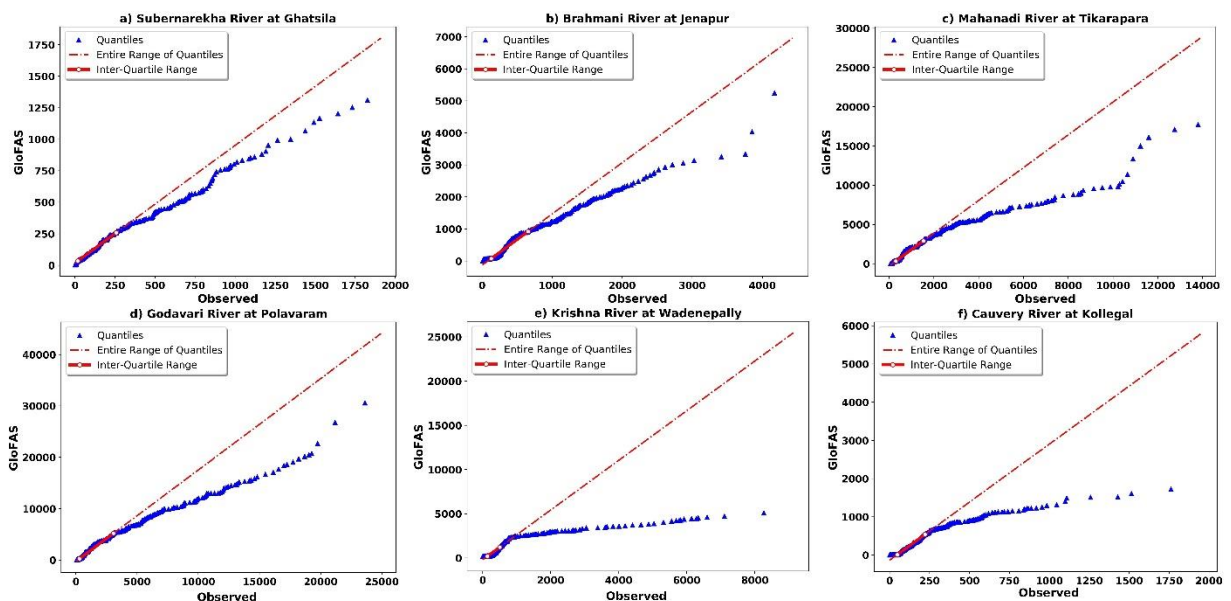 a) Subernarekha River at Ghatsila
Quantiles
Entire Range of Quantiles
Inter-Quartile Range
GloFAS
1750
1500
1250
1000
750
500
250
0
0 250 500 750 1000 1250 1500 1750 2000
Observed
b) Brahmani River at Jenapur
Quantiles
Entire Range of Quantiles
Inter-Quartile Range
GloFAS
7000
6000
5000
4000
3000
2000
1000
0
0 1000 2000 3000 4000
Observed
c) Mahanadi River at Tikarapara
Quantiles
Entire Range of Quantiles
Inter-Quartile Range
GloFAS
30000
25000
20000
15000
10000
5000
0
0 2000 4000 6000 8000 10000 12000 14000
Observed
d) Godavari River at Polavaram
Quantiles
Entire Range of Quantiles
Inter-Quartile Range
GloFAS
40000
30000
20000
10000
0
0 5000 10000 15000 20000 25000
Observed
e) Krishna River at Wadenepally
Quantiles
Entire Range of Quantiles
Inter-Quartile Range
GloFAS
25000
20000
15000
10000
5000
0
0 2000 4000 6000 8000
Observed
f) Cauvery River at Kollegal
Quantiles
Entire Range of Quantiles
Inter-Quartile Range
GloFAS
6000
5000
4000
3000
2000
1000
0
0 250 500 750 1000 1250 1500 1750 2000
Observed